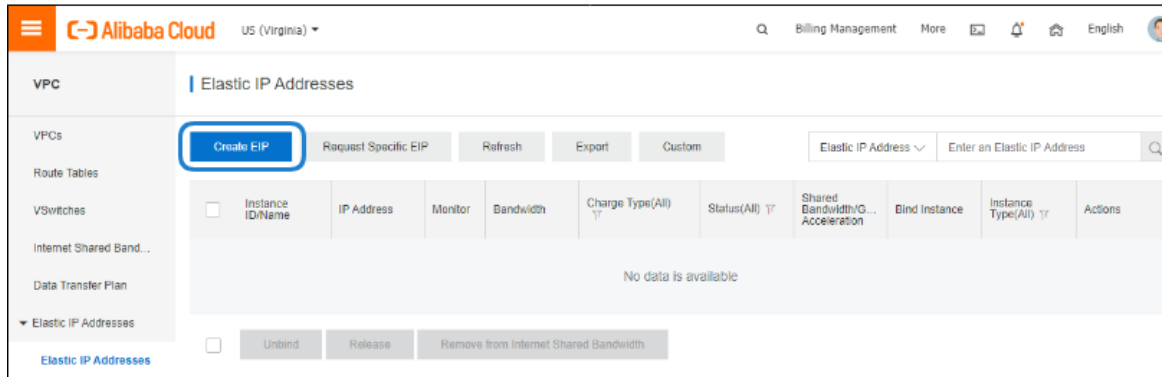 Alibaba Cloud US (Virginia) Billing Management More English
VPC
Elastic IP Addresses
VPCs
Route Tables
VSwitches
Internet Shared Band...
Data Transfer Plan
Elastic IP Addresses
Elastic IP Addresses
Create EIP Request Specific EIP Refresh Export Custom Elastic IP Address Enter an Elastic IP Address
Instance
ID/Name
IP Address
Monitor
Bandwidth
Charge Type(All)
Status(All)
Shared
Bandwidth/G...
Acceleration
Bind Instance
Instance
Type(All)
Actions
No data is available
Unbind Release Remove from Internet Shared Bandwidth